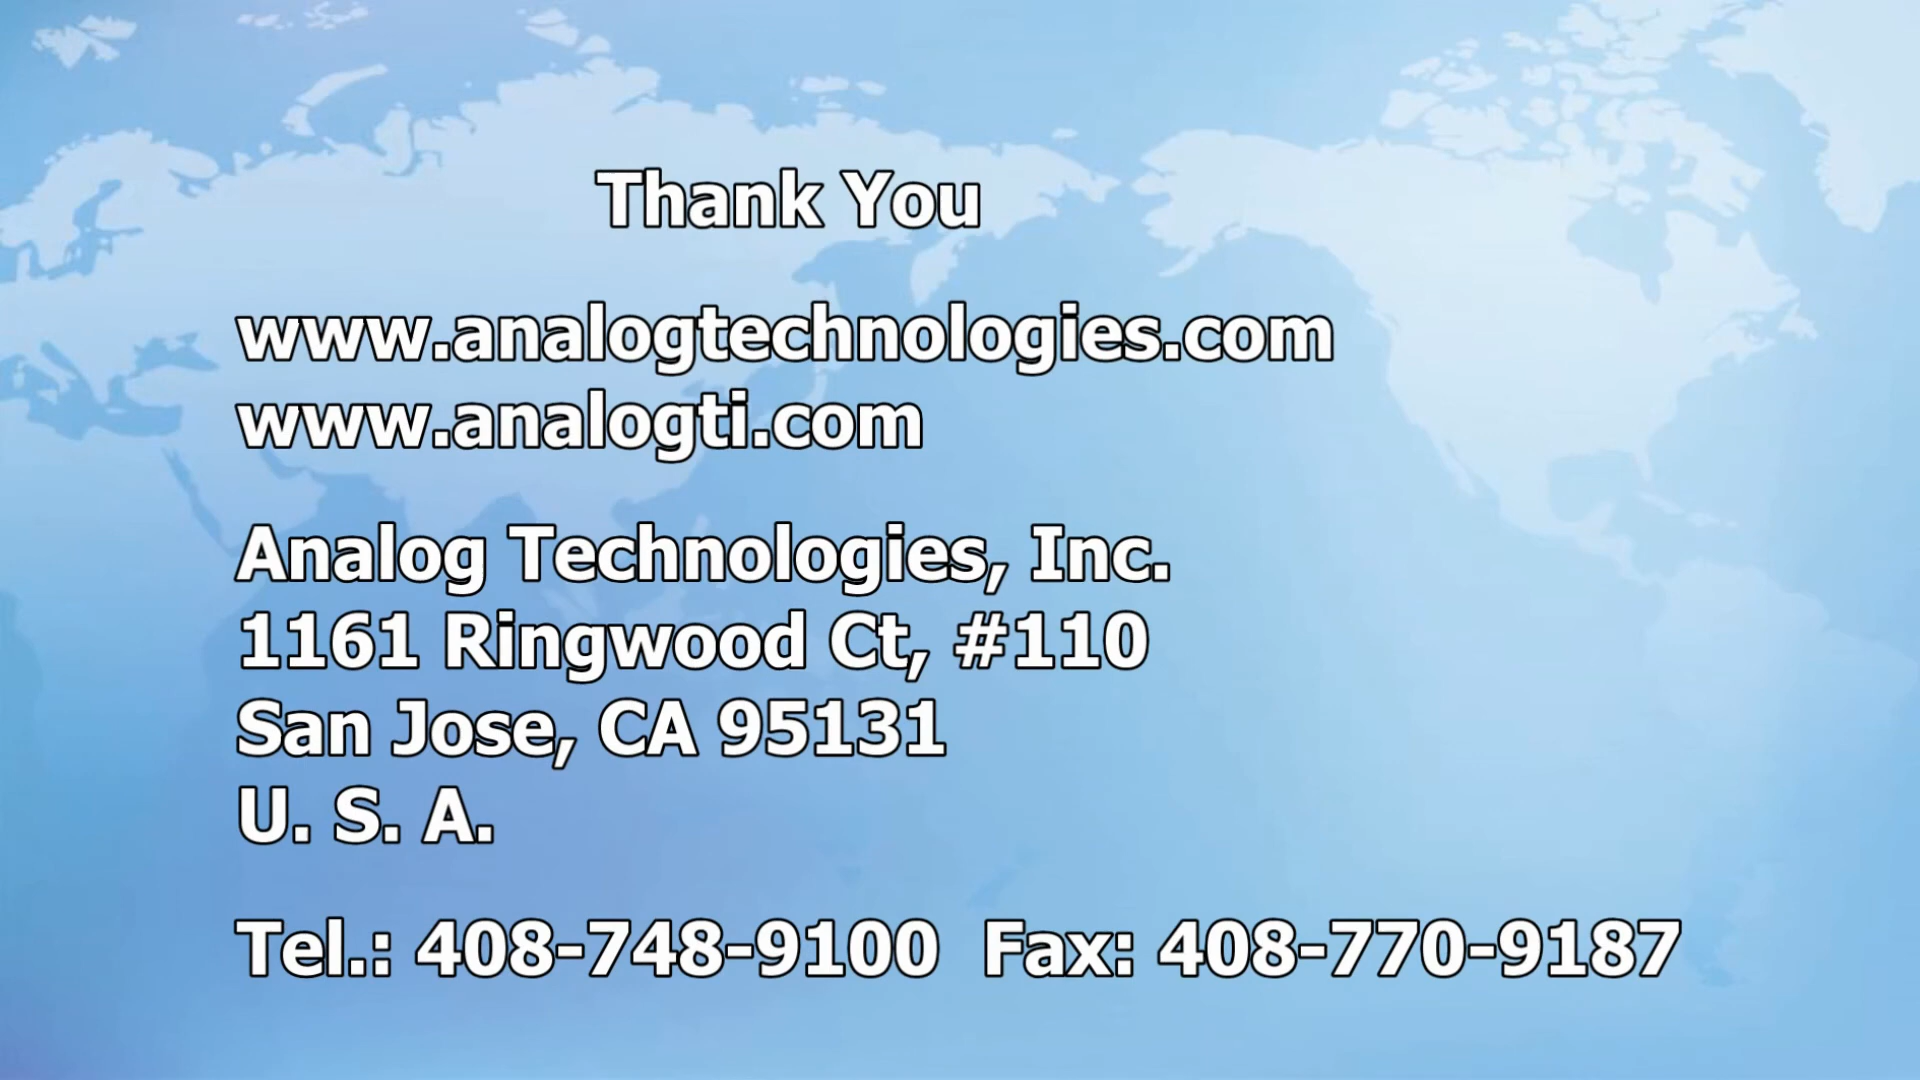 Thank You
www.analogtechnologies.com
www.analogti.com
Analog Technologies, Inc.
1161 Ringwood Ct, #110
San Jose, CA 95131
U. S. A.
Tel.: 408-748-9100  Fax: 408-770-9187